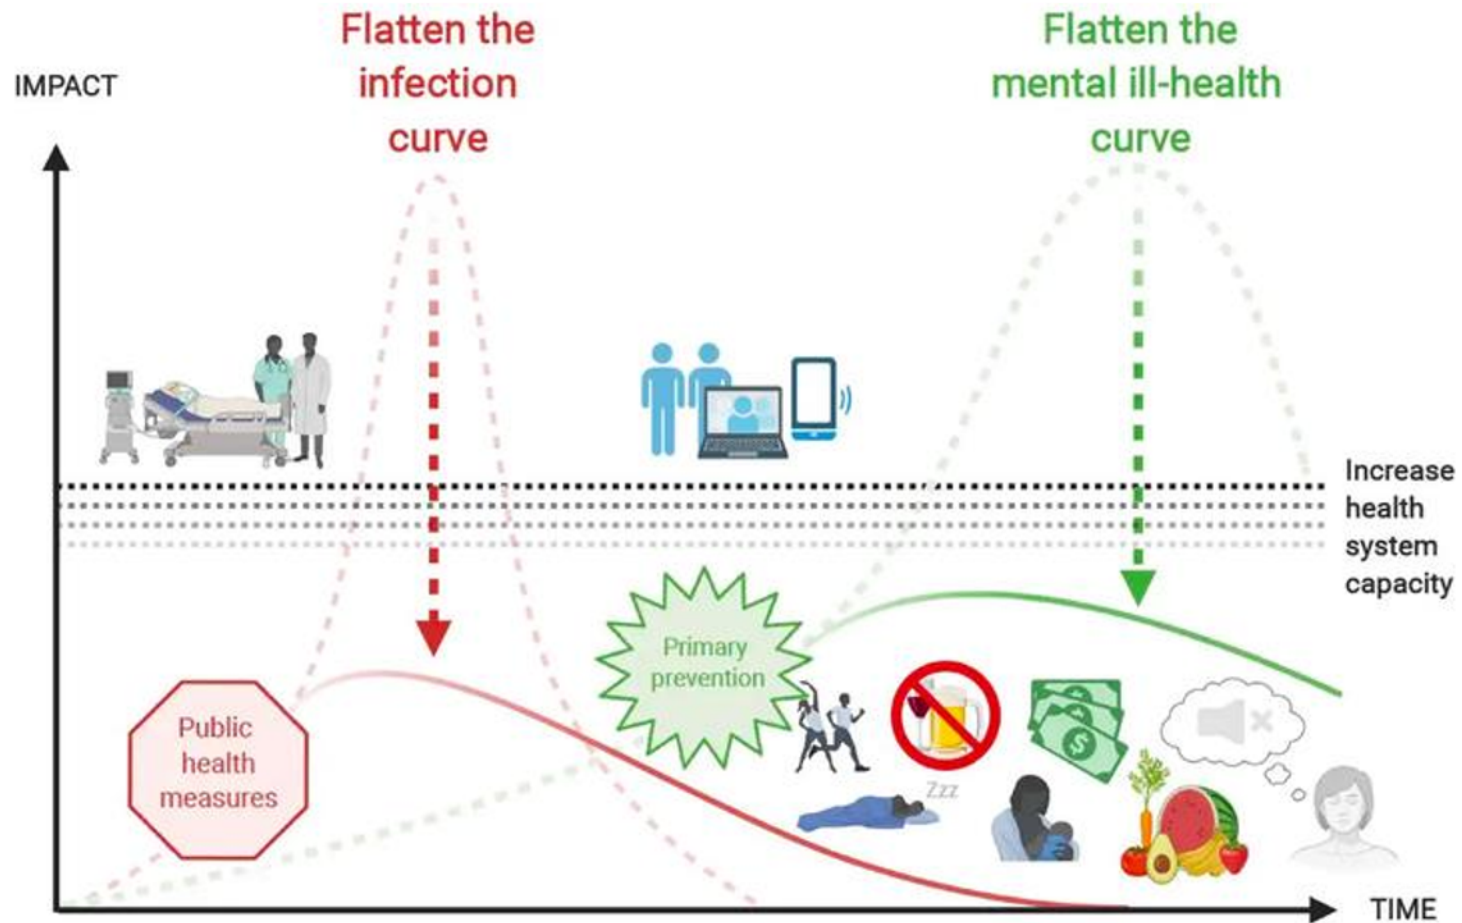 Flatten the
infection
curve
Flatten the
mental ill-health
curve
IMPACT
Increase
health
system
capacity
Primary
prevention
Public
health
measures
Zzz
$
TIME